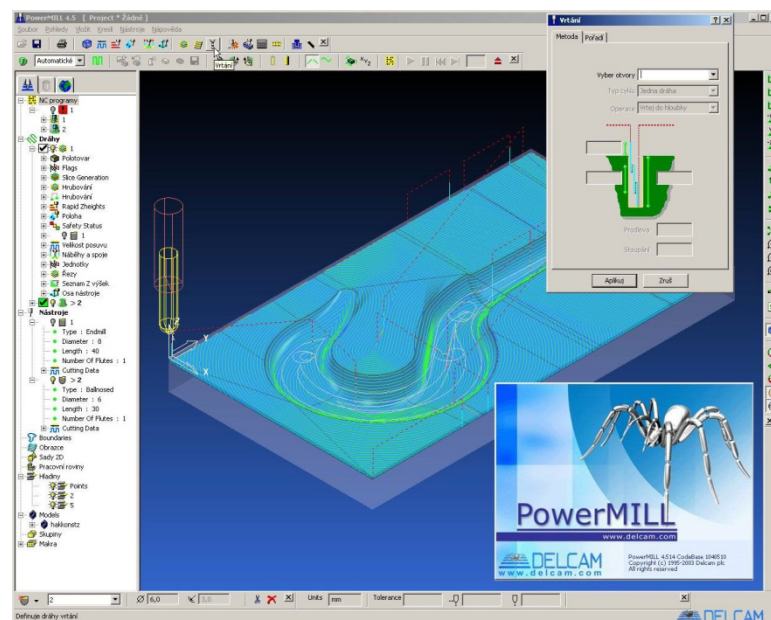 PowerMILL 4.5 [ Project * Žádné ]
Soubor Pohledy Vložit Kresli Nástroje Nápověda
Automatické
Vrtání
NC programy
1
1
2
Dráhy
1
Polotovar
Flags
Slice Generation
Hrubování
Hrubování
Rapid Zheights
Poloha
Safety Status
1
Velikost posuvu
Náběhy a spoje
Jednotky
Řezy
Seznam Z výšek
Osa nástroje
> 2
Nástroje
1
Type : Endmill
Diameter : 8
Length : 40
Number Of Flutes : 1
Cutting Data
> 2
Type : Ballnosed
Diameter : 6
Length : 30
Number Of Flutes : 1
Cutting Data
Boundaries
Obrazce
Sady 2D
Pracovní roviny
Hladiny
Points
2
5
Models
hakkonstz
Skupiny
Makra
Z
Y
X
Vrtání
Metoda Pořadí
Vyber otvory
Typ cyklu Jedna dráha
Operace Vrtej do hloubky
Prodleva
Stoupání
Aplikuj Zruš
PowerMILL
www.delcam.com
DELCAM
www.delcam.com
PowerMILL 4.514 CodeBase 1040510
Copyright (c) 1995-2003 Delcam plc
All rights reserved
2 6,0 3,0 Units mm Tolerance
Definuje dráhy vrtání
DELCAM